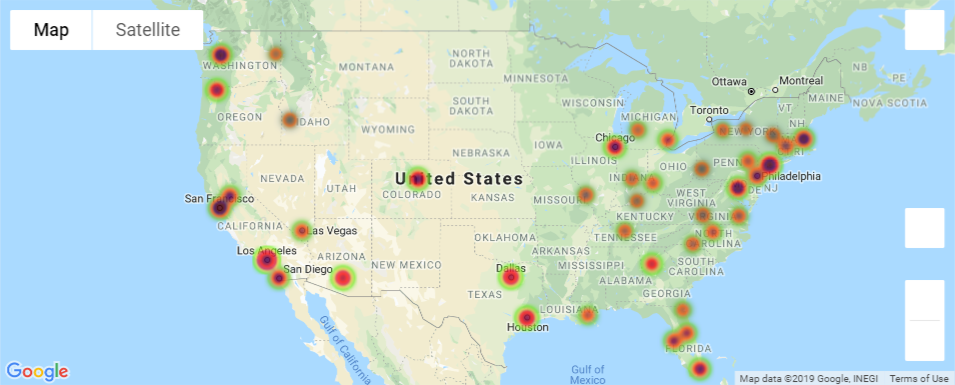 Map
Satellite
WASHINGTON
MONTANA
NORTH
DAKOTA
MINNESOTA
Ottawa
Montreal
NB
PE
MAINE
NOVA SCOTIA
OREGON
IDAHO
SOUTH
DAKOTA
WISCONSIN
MICHIGAN
Toronto
VT
NH
NEW YORK
WYOMING
Chicago
IOWA
NEBRASKA
ILLINOIS
OHIO
PENN
NEVADA
UTAH
COLORADO
United States
KANSAS
MISSOURI
WEST
VIRGINIA
Philadelphia
DE
NJ
San Francisco
CALIFORNIA
Las Vegas
KENTUCKY
VIRGINIA
Los Angeles
ARIZONA
NEW MEXICO
OKLAHOMA
ARKANSAS
TENNESSEE
NORTH
CAROLINA
San Diego
Dallas
MISSISSIPPI
ALABAMA
SOUTH
CAROLINA
GEORGIA
TEXAS
LOUISIANA
Houston
FLORIDA
Gulf of
California
Gulf of
Mexico
Google
Map data ©2019 Google, INEGI
Terms of Use